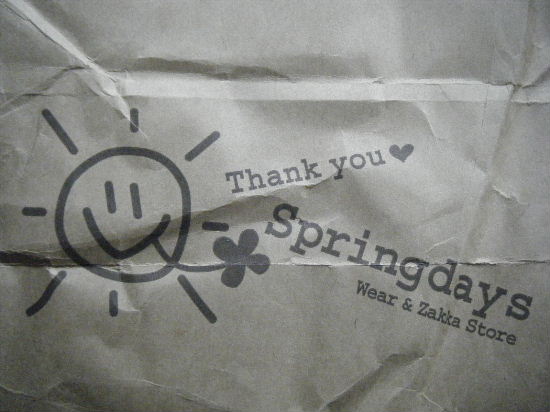 Thank you♥
Springdays
Wear & Zakka Store